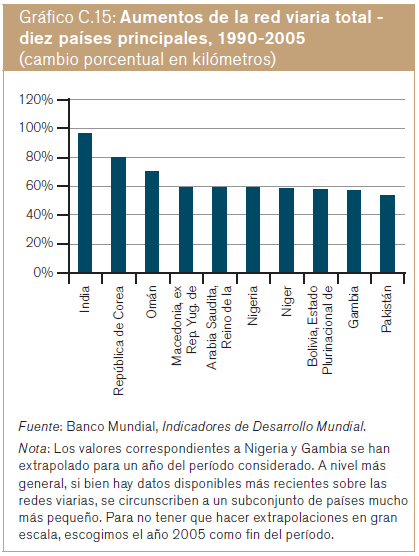 Gráfico C.15: Aumentos de la red viaria total -
diez países principales, 1990-2005
(cambio porcentual en kilómetros)
120%
100%
80%
60%
40%
20%
0%
India
República de Corea
Omán
Macedonia, ex
Rep. Yug. de
Arabia Saudita,
Reino de la
Nigeria
Niger
Bolivia, Estado
Plurinacional de
Gambia
Pakistán
Fuente: Banco Mundial, Indicadores de Desarrollo Mundial.
Nota: Los valores correspondientes a Nigeria y Gambia se han
extrapolado para un año del período considerado. A nivel más
general, si bien hay datos disponibles más recientes sobre las
redes viarias, se circunscriben a un subconjunto de países mucho
más pequeño. Para no tener que hacer extrapolaciones en gran
escala, escogimos el año 2005 como fin del período.